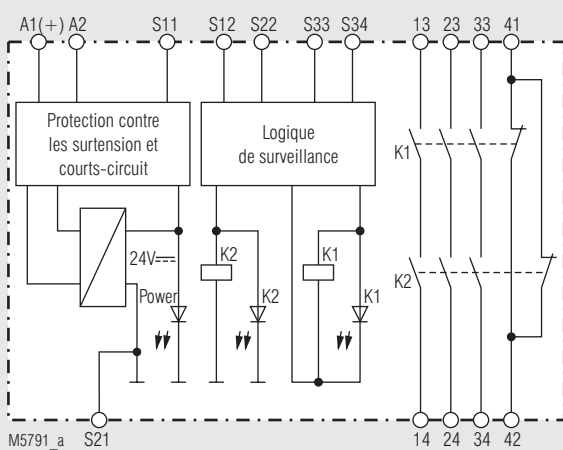 A1(+) A2 S11 S12 S22 S33 S34 13 23 33 41
Protection contre
les surtension et
courts-circuit
Logique
de surveillance
K1
24V
K2
K1
K2
Power
K2
K1
M5791_a
S21
14 24 34 42